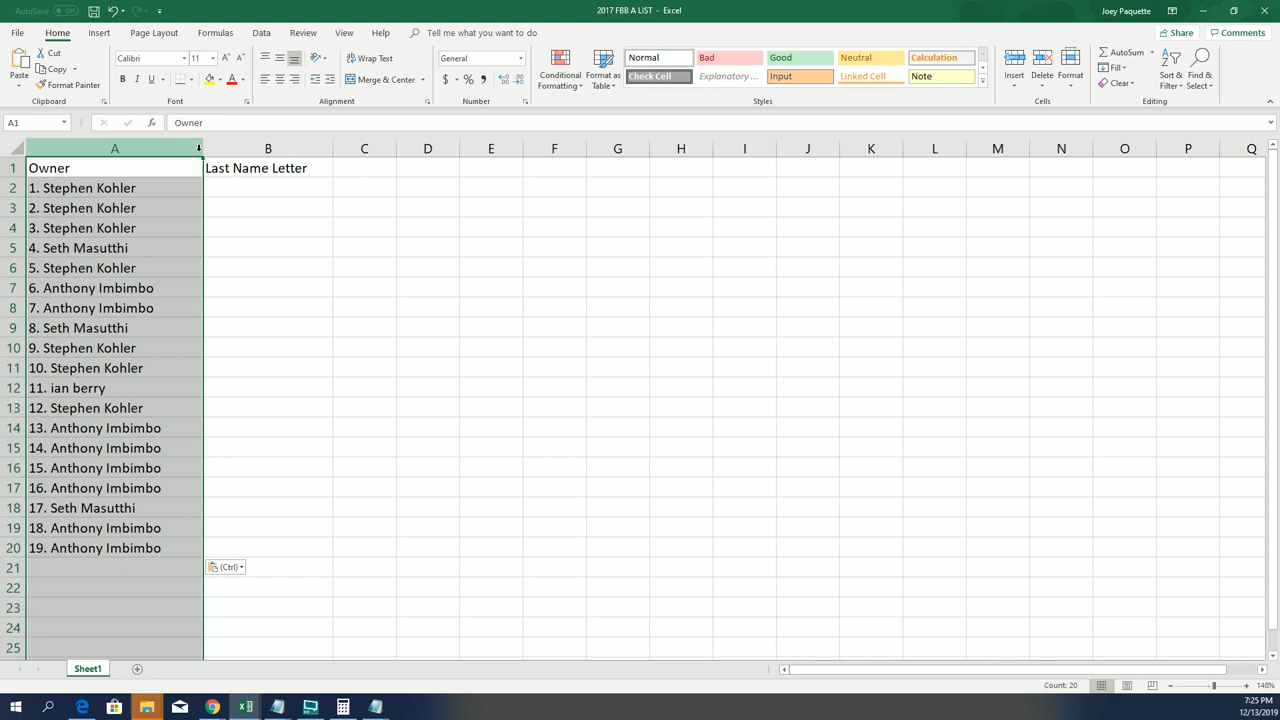 AutoSave Off
2017 FBB A LIST - Excel
Joey Paquette
File Home Insert Page Layout Formulas Data Review View Help Tell me what you want to do
Share Comments
Paste
Cut
Copy
Format Painter
Clipboard
Calibri 11
B I U A
Font
Wrap Text
Merge & Center
Alignment
General
$ % ,
Number
Conditional Formatting
Format as Table
Normal Bad Good Neutral Calculation
Check Cell Explanatory ... Input Linked Cell Note
Styles
Insert Delete Format
Cells
AutoSum
Fill
Clear
Sort & Filter
Find & Select
Editing
A1 fx Owner
A B C D E F G H I J K L M N O P Q
1 Owner Last Name Letter
2 1. Stephen Kohler
3 2. Stephen Kohler
4 3. Stephen Kohler
5 4. Seth Masutthi
6 5. Stephen Kohler
7 6. Anthony Imbimbo
8 7. Anthony Imbimbo
9 8. Seth Masutthi
10 9. Stephen Kohler
11 10. Stephen Kohler
12 11. ian berry
13 12. Stephen Kohler
14 13. Anthony Imbimbo
15 14. Anthony Imbimbo
16 15. Anthony Imbimbo
17 16. Anthony Imbimbo
18 17. Seth Masutthi
19 18. Anthony Imbimbo
20 19. Anthony Imbimbo
21 (Ctrl)
22
23
24
25
Sheet1
Count: 20 148%
7:25 PM
12/13/2019